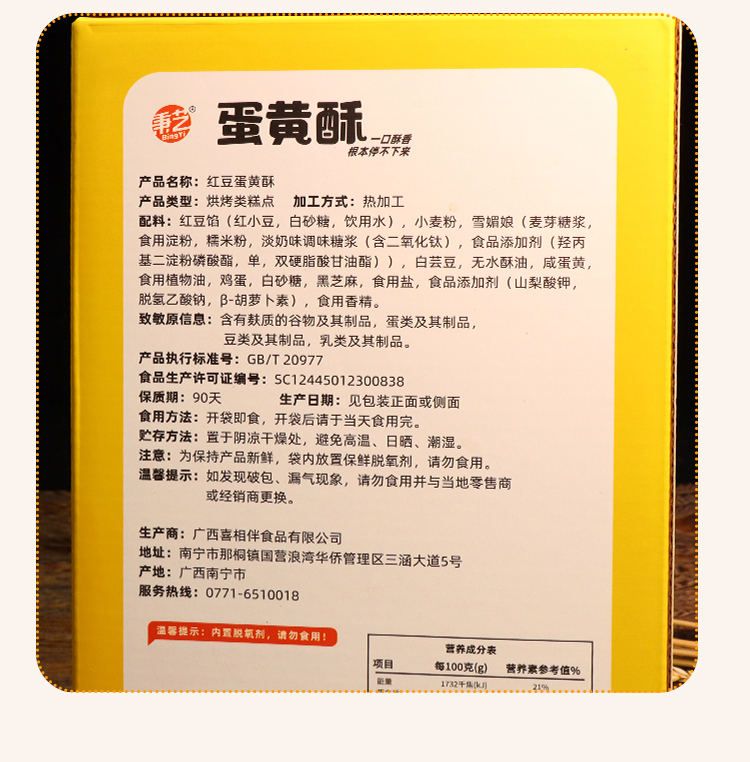 秉艺
BingYi
蛋黄酥
一口酥香
根本停不下来
产品名称：红豆蛋黄酥
产品类型：烘烤类糕点 加工方式：热加工
配料：红豆馅（红小豆，白砂糖，饮用水），小麦粉，雪媚娘（麦芽糖浆，
食用淀粉，糯米粉，淡奶味调味糖浆（含二氧化钛），食品添加剂（羟丙
基二淀粉磷酸酯，单，双硬脂酸甘油酯）），白芸豆，无水酥油，咸蛋黄，
食用植物油，鸡蛋，白砂糖，黑芝麻，食用盐，食品添加剂（山梨酸钾，
脱氢乙酸钠，β-胡萝卜素），食用香精。
致敏原信息：含有麸质的谷物及其制品，蛋类及其制品，
豆类及其制品，乳类及其制品。
产品执行标准号：GB/T 20977
食品生产许可证编号：SC12445012300838
保质期：90天 生产日期：见包装正面或侧面
食用方法：开袋即食，开袋后请于当天食用完。
贮存方法：置于阴凉干燥处，避免高温、日晒、潮湿。
注意：为保持产品新鲜，袋内放置保鲜脱氧剂，请勿食用。
温馨提示：如发现破包、漏气现象，请勿食用并与当地零售商
或经销商更换。
生产商：广西喜相伴食品有限公司
地址：南宁市那桐镇国营浪湾华侨管理区三涵大道5号
产地：广西南宁市
服务热线：0771-6510018
温馨提示：内置脱氧剂，请勿食用！
营养成分表
项目 每100克(g) 营养素参考值%
能量 1732千焦(kJ) 21%